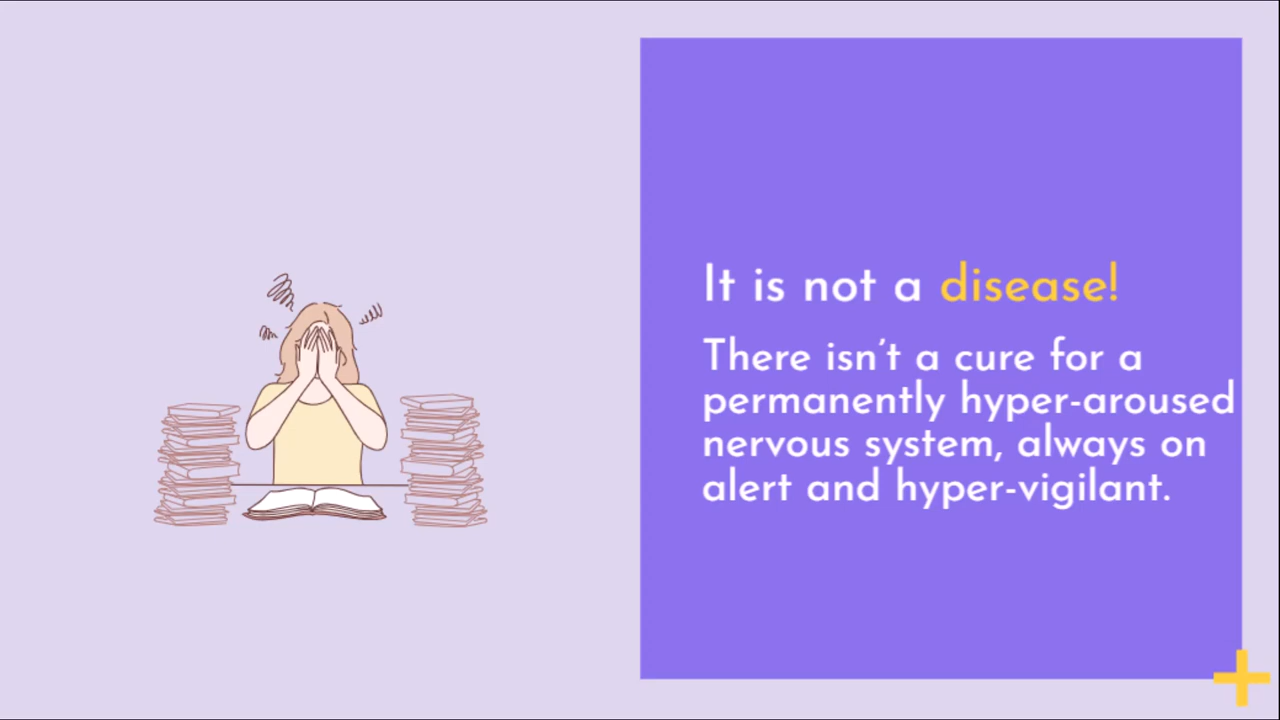 It is not a disease!
There isn’t a cure for a
permanently hyper-aroused
nervous system, always on
alert and hyper-vigilant.